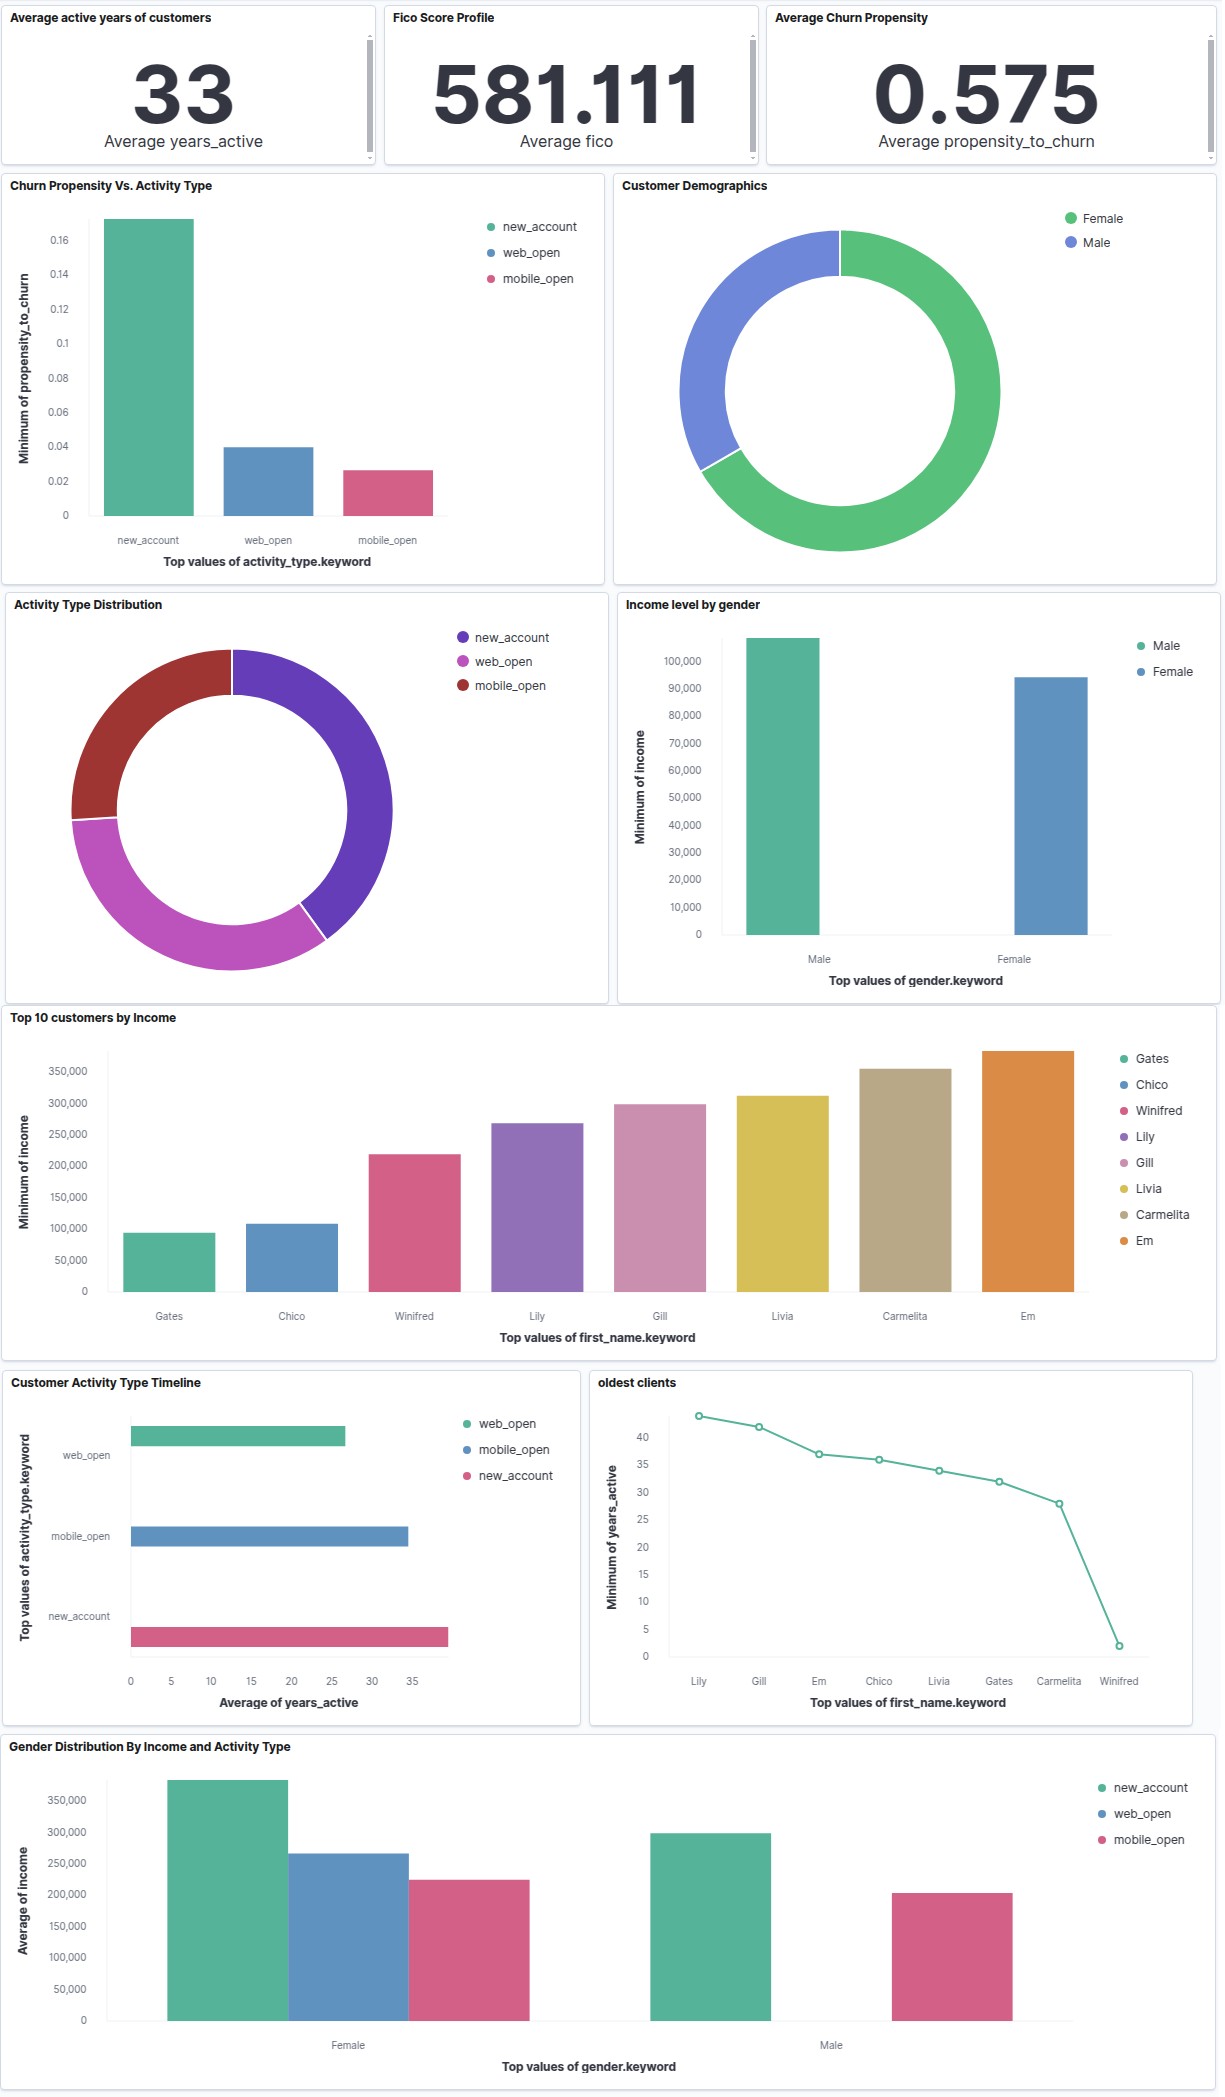 Average active years of customers
33
Average years_active
Fico Score Profile
581.111
Average fico
Average Churn Propensity
0.575
Average propensity_to_churn
Churn Propensity Vs. Activity Type
Minimum of propensity_to_churn
0.16
0.14
0.12
0.1
0.08
0.06
0.04
0.02
0
new_account
web_open
mobile_open
Top values of activity_type.keyword
new_account
web_open
mobile_open
Customer Demographics
Female
Male
Activity Type Distribution
new_account
web_open
mobile_open
Income level by gender
Minimum of income
100,000
90,000
80,000
70,000
60,000
50,000
40,000
30,000
20,000
10,000
0
Male
Female
Top values of gender.keyword
Male
Female
Top 10 customers by Income
Minimum of income
350,000
300,000
250,000
200,000
150,000
100,000
50,000
0
Gates
Chico
Winifred
Lily
Gill
Livia
Carmelita
Em
Top values of first_name.keyword
Gates
Chico
Winifred
Lily
Gill
Livia
Carmelita
Em
Customer Activity Type Timeline
Top values of activity_type.keyword
web_open
mobile_open
new_account
0
5
10
15
20
25
30
35
Average of years_active
web_open
mobile_open
new_account
oldest clients
Minimum of years_active
40
35
30
25
20
15
10
5
0
Lily
Gill
Em
Chico
Livia
Gates
Carmelita
Winifred
Top values of first_name.keyword
Gender Distribution By Income and Activity Type
Average of income
350,000
300,000
250,000
200,000
150,000
100,000
50,000
0
Female
Male
Top values of gender.keyword
new_account
web_open
mobile_open